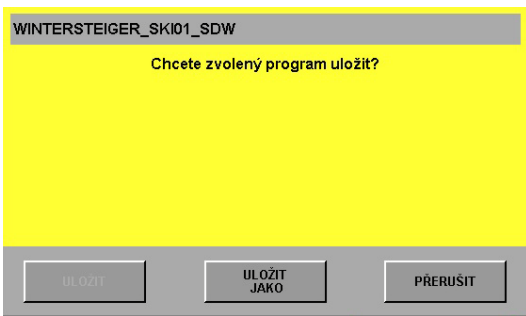 WINTERSTEIGER_SKI01_SDW
Chcete zvolený program uložit?
ULOŽIT
ULOŽIT
JAKO
PŘERUŠIT